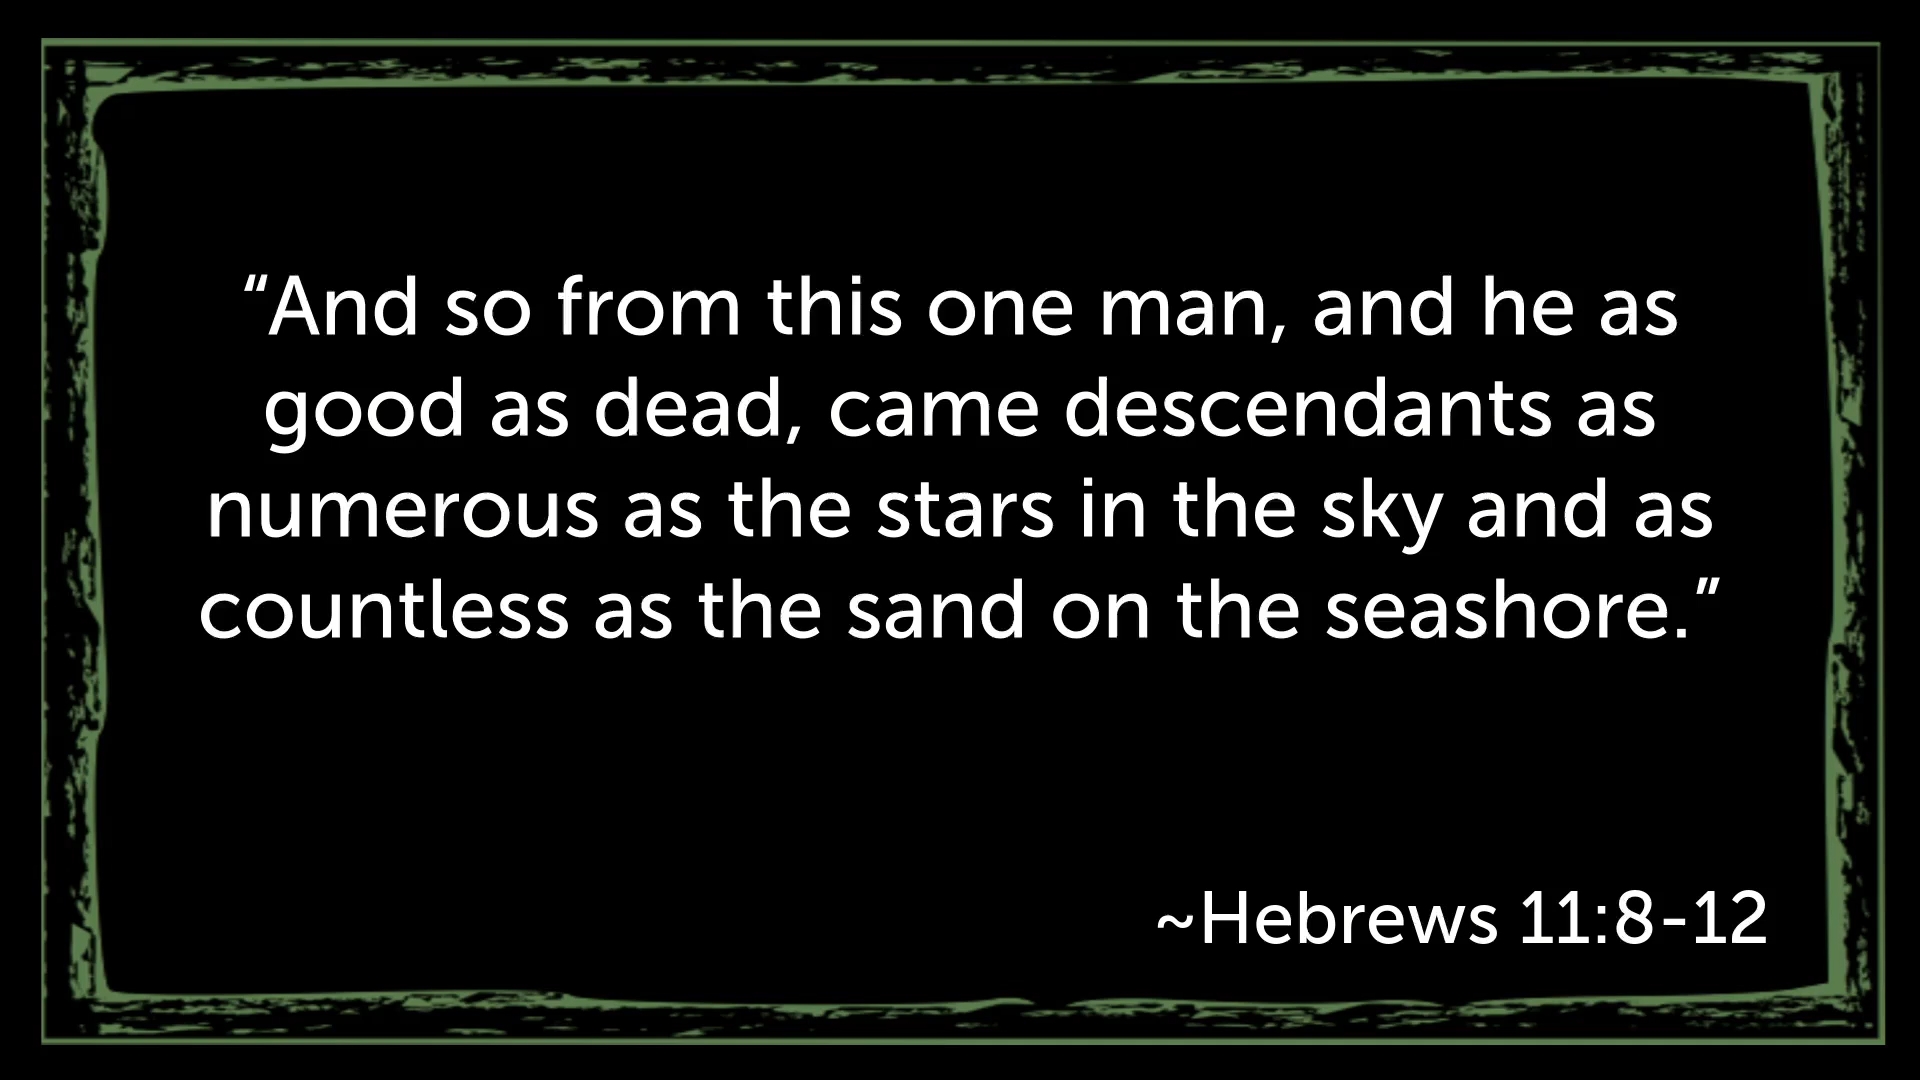 “And so from this one man, and he as
good as dead, came descendants as
numerous as the stars in the sky and as
countless as the sand on the seashore.”
~Hebrews 11:8-12